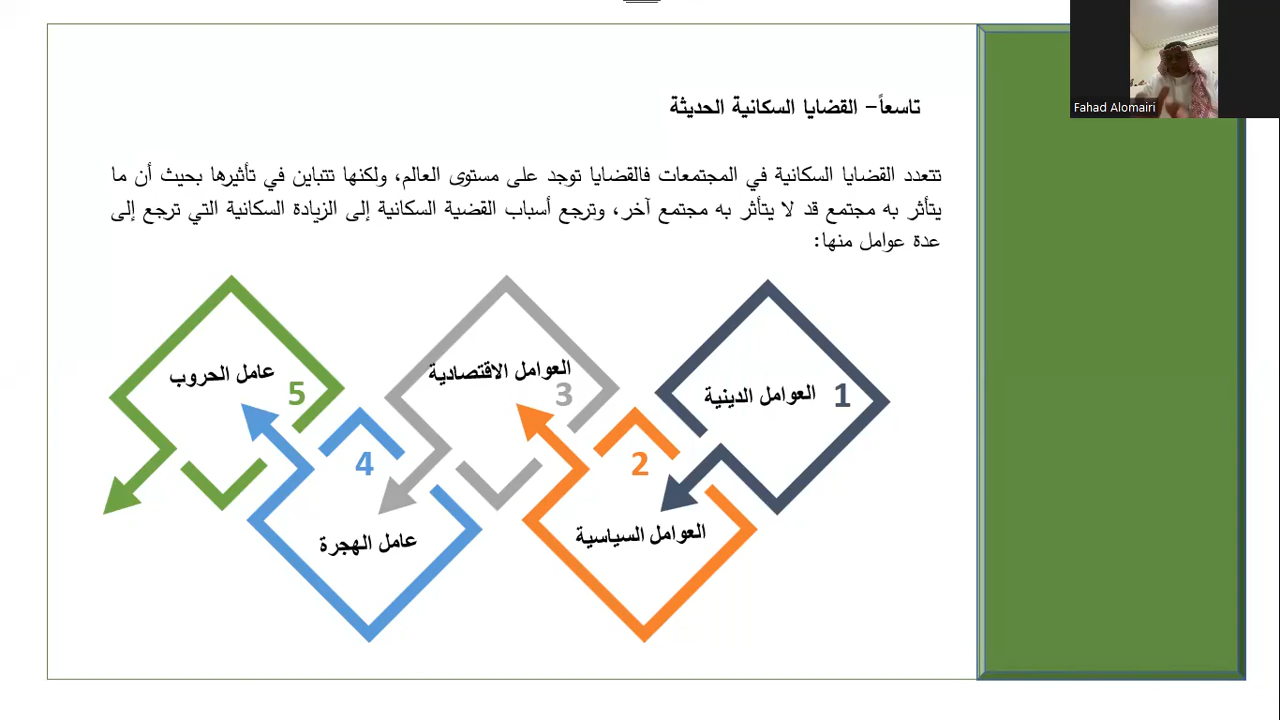 Fahad Alomairi
تاسعاً– القضايا السكانية الحديثة
تتعدد القضايا السكانية في المجتمعات فالقضايا توجد على مستوى العالم، ولكنها تتباين في تأثيرها بحيث أن ما
يتأثر به مجتمع قد لا يتأثر به مجتمع آخر، وترجع أسباب القضية السكانية إلى الزيادة السكانية التي ترجع إلى
عدة عوامل منها:
1 العوامل الدينية
2
العوامل السياسية
العوامل الاقتصادية
3
4
عامل الهجرة
عامل الحروب
5